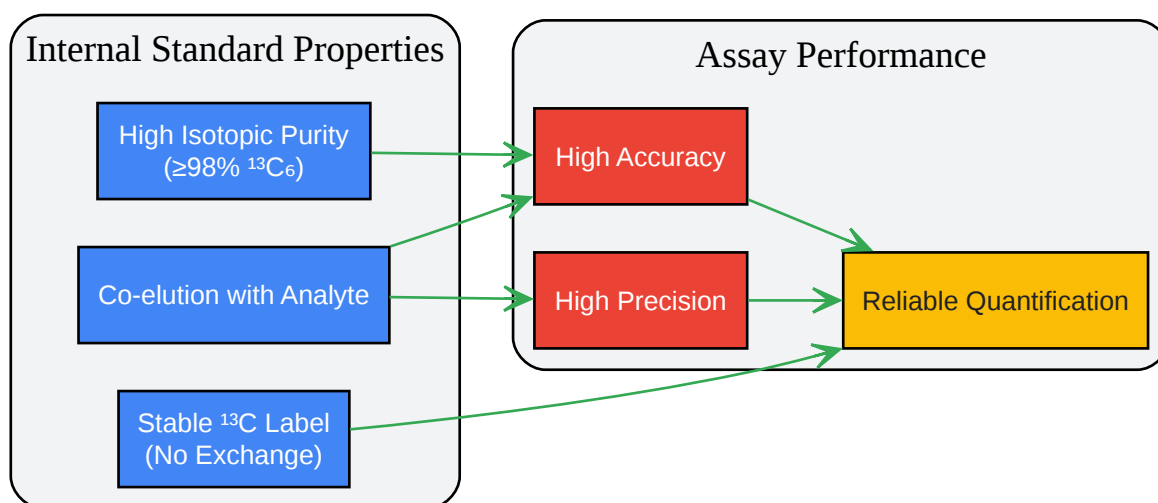 Internal Standard Properties
High Isotopic Purity
(≥98% ¹³C₆)
Co-elution with Analyte
Stable ¹³C Label
(No Exchange)
Assay Performance
High Accuracy
High Precision
Reliable Quantification